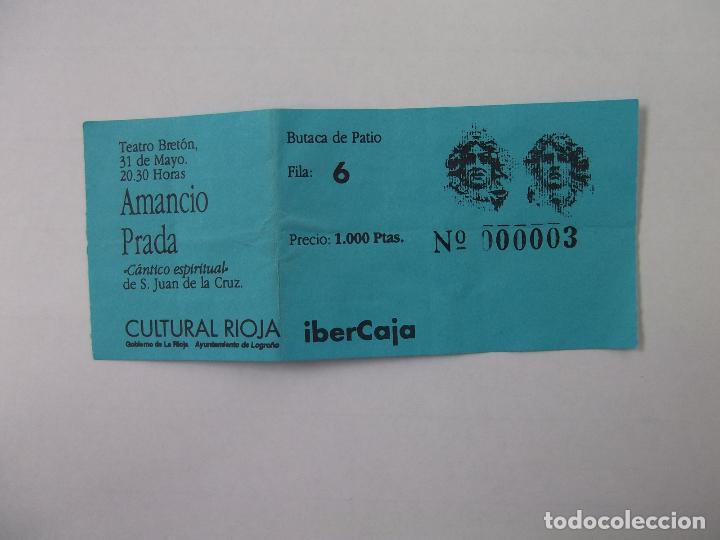 Teatro Bretón,
31 de Mayo.
20.30 Horas
Amancio
Prada
«Cántico espiritual»
de S. Juan de la Cruz.
CULTURAL RIOJA
Gobierno de La Rioja Ayuntamiento de Logroño
Butaca de Patio
Fila: 6
Precio: 1.000 Ptas.
Nº 000003
iberCaja
todocoleccion